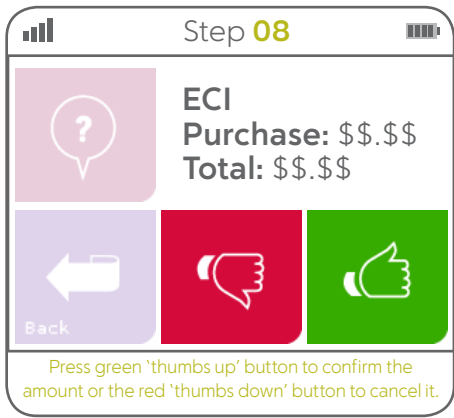 Step 08
?
ECI
Purchase: $$.$$
Total: $$.$$
Back
Press green ‘thumbs up’ button to confirm the
amount or the red ‘thumbs down’ button to cancel it.